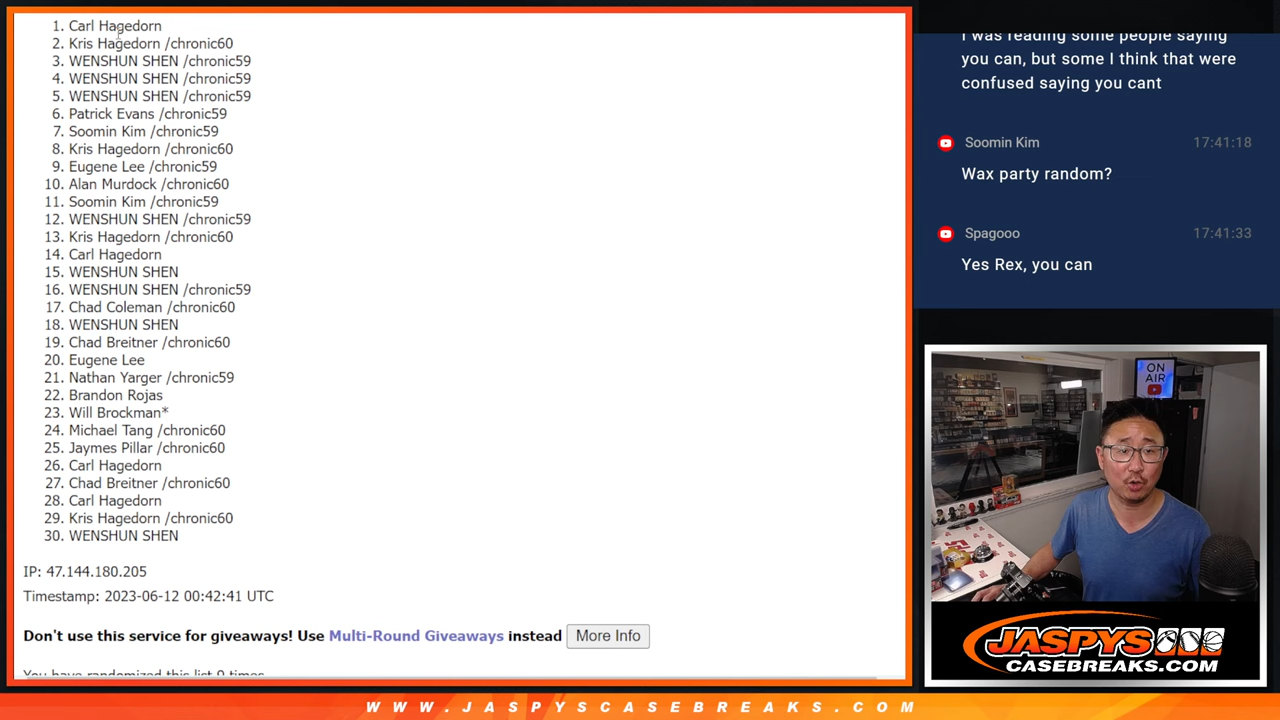 1. Carl Hagedorn
2. Kris Hagedorn /chronic60
3. WENSHUN SHEN /chronic59
4. WENSHUN SHEN /chronic59
5. WENSHUN SHEN /chronic59
6. Patrick Evans /chronic59
7. Soomin Kim /chronic59
8. Kris Hagedorn /chronic60
9. Eugene Lee /chronic59
10. Alan Murdock /chronic60
11. Soomin Kim /chronic59
12. WENSHUN SHEN /chronic59
13. Kris Hagedorn /chronic60
14. Carl Hagedorn
15. WENSHUN SHEN
16. WENSHUN SHEN /chronic59
17. Chad Coleman /chronic60
18. WENSHUN SHEN
19. Chad Breitner /chronic60
20. Eugene Lee
21. Nathan Yarger /chronic59
22. Brandon Rojas
23. Will Brockman*
24. Michael Tang /chronic60
25. Jaymes Pillar /chronic60
26. Carl Hagedorn
27. Chad Breitner /chronic60
28. Carl Hagedorn
29. Kris Hagedorn /chronic60
30. WENSHUN SHEN
IP: 47.144.180.205
Timestamp: 2023-06-12 00:42:41 UTC
Don't use this service for giveaways! Use Multi-Round Giveaways instead More Info
You have randomized this list 9 times
I was reading some people saying
you can, but some I think that were
confused saying you cant
Soomin Kim 17:41:18
Wax party random?
Spagooo 17:41:33
Yes Rex, you can
ON
AIR
JASPYS
CASEBREAKS.COM
WWW.JASPYSCASEBREAKS.COM